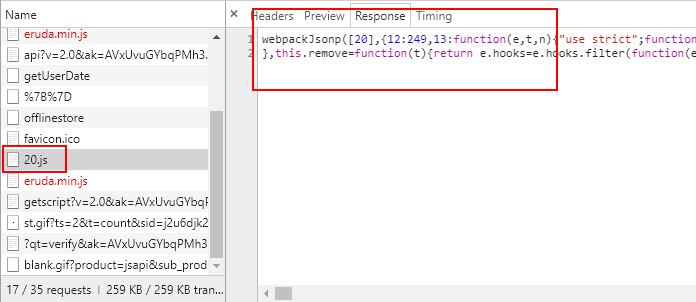 Name
eruda.min.js
api?v=2.0&ak=AVxUvuGYbqPMh3
getUserDate
%7B%7D
offlinestore
favicon.ico
20.js
eruda.min.js
getscript?v=2.0&ak=AVxUvuGYbqPMh3
st.gif?ts=2&t=count&sid=j2u6djk2
?qt=verify&ak=AVxUvuGYbqPMh3
blank.gif?product=jsapi&sub_prod
17 / 35 requests | 259 KB / 259 KB tran...
× Headers Preview Response Timing
1 webpackJsonp([20],{12:249,13:function(e,t,n){"use strict";function
2 },this.remove=function(t){return e.hooks=e.hooks.filter(function(e